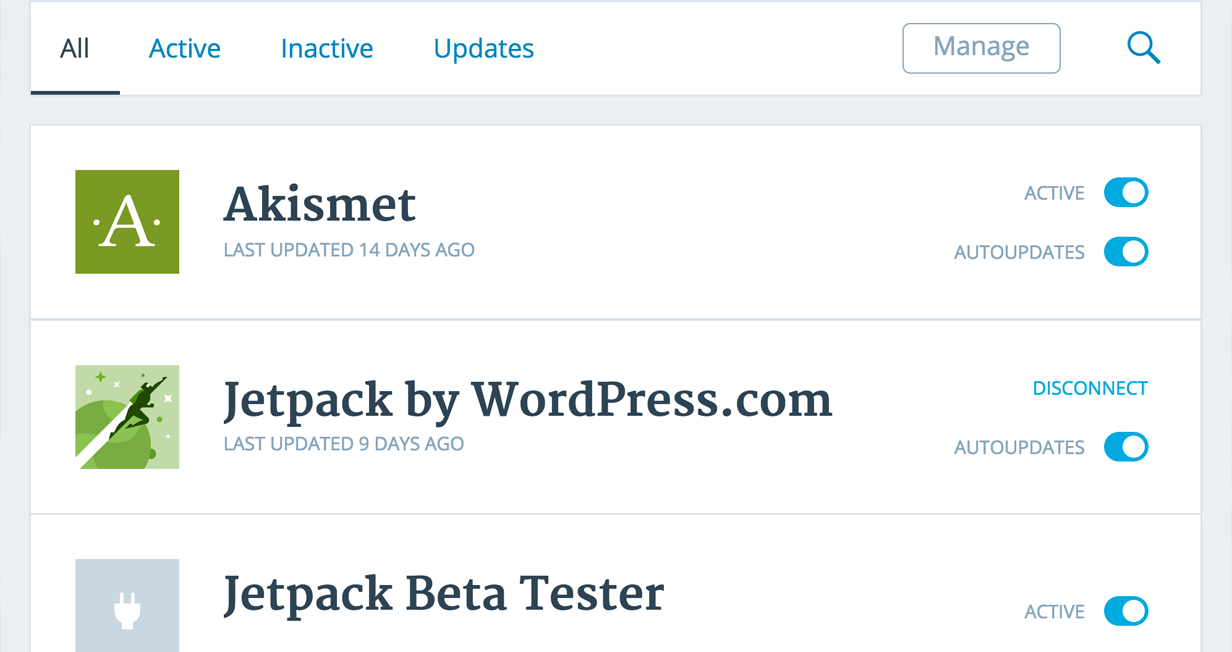 All Active Inactive Updates Manage
·A·
Akismet
LAST UPDATED 14 DAYS AGO
ACTIVE
AUTOUPDATES
Jetpack by WordPress.com
LAST UPDATED 9 DAYS AGO
DISCONNECT
AUTOUPDATES
Jetpack Beta Tester
ACTIVE